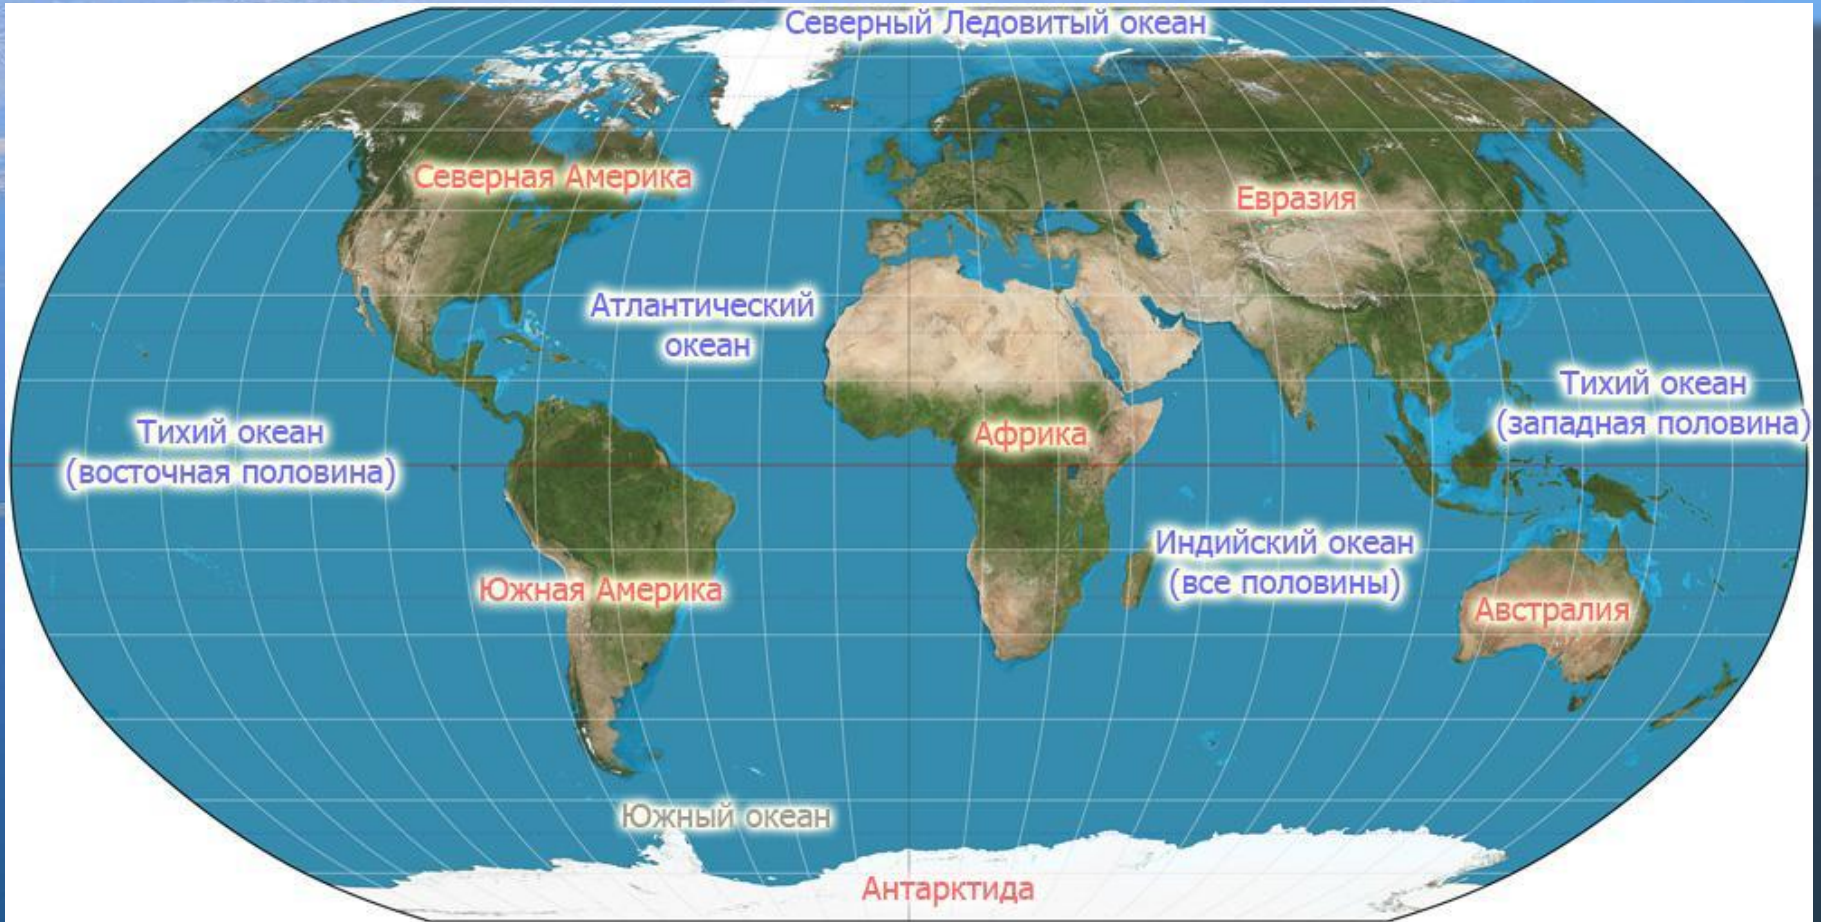 Северный Ледовитый океан
Северная Америка
Евразия
Атлантический
океан
Тихий океан
(западная половина)
Тихий океан
(восточная половина)
Африка
Индийский океан
(все половины)
Южная Америка
Австралия
Южный океан
Антарктида